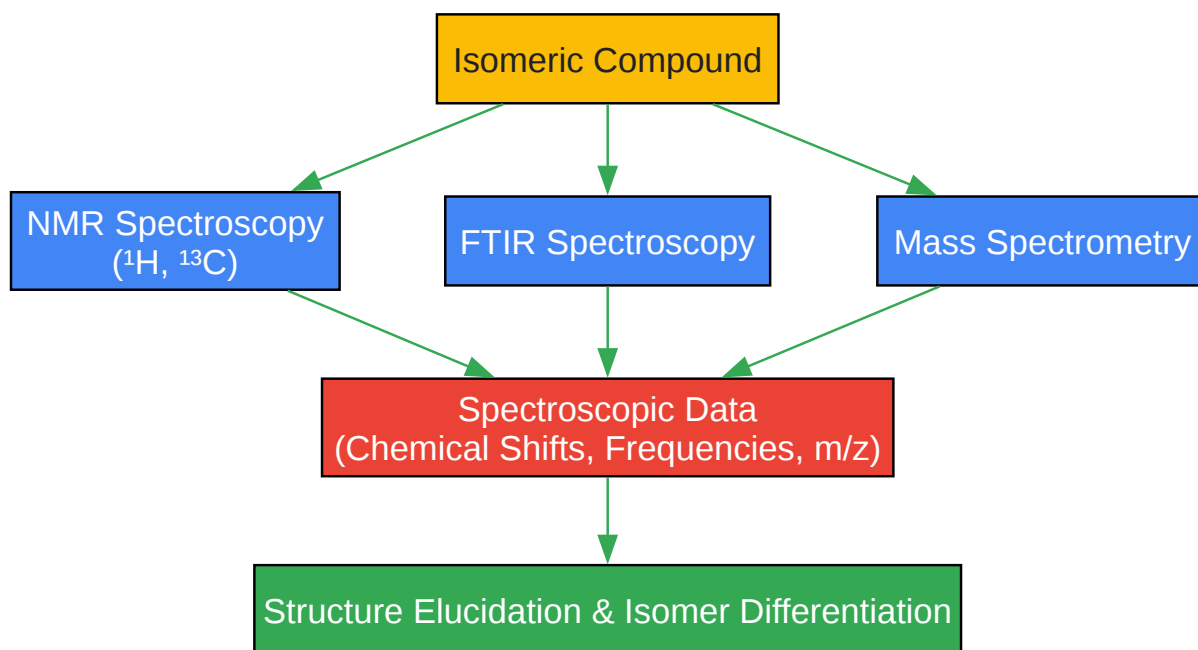 Isomeric Compound
NMR Spectroscopy
(¹H, ¹³C)
FTIR Spectroscopy
Mass Spectrometry
Spectroscopic Data
(Chemical Shifts, Frequencies, m/z)
Structure Elucidation & Isomer Differentiation